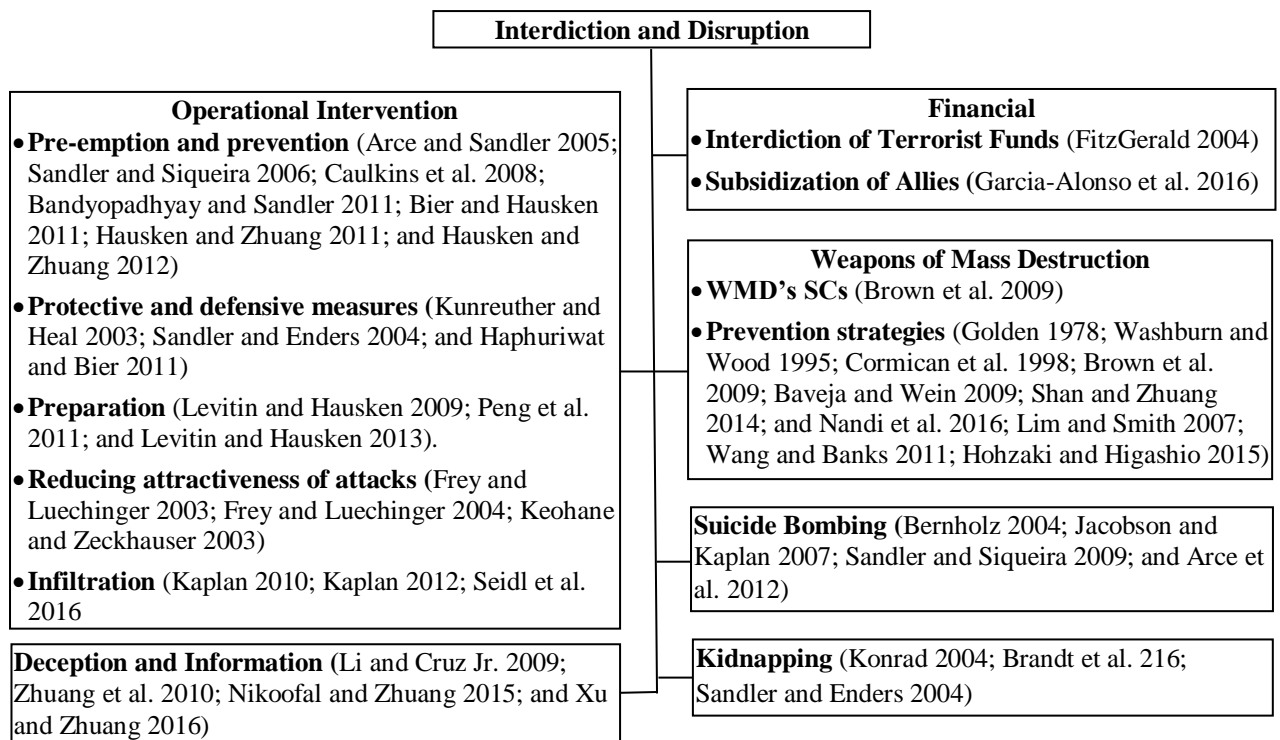 Interdiction and Disruption
Operational Intervention
• Pre-emption and prevention (Arce and Sandler 2005;
Sandler and Siqueira 2006; Caulkins et al. 2008;
Bandyopadhyay and Sandler 2011; Bier and Hausken
2011; Hausken and Zhuang 2011; and Hausken and
Zhuang 2012)
• Protective and defensive measures (Kunreuther and
Heal 2003; Sandler and Enders 2004; and Haphuriwat
and Bier 2011)
• Preparation (Levitin and Hausken 2009; Peng et al.
2011; and Levitin and Hausken 2013).
• Reducing attractiveness of attacks (Frey and
Luechinger 2003; Frey and Luechinger 2004; Keohane
and Zeckhauser 2003)
• Infiltration (Kaplan 2010; Kaplan 2012; Seidl et al.
2016
Deception and Information (Li and Cruz Jr. 2009;
Zhuang et al. 2010; Nikoofal and Zhuang 2015; and Xu
and Zhuang 2016)
Financial
• Interdiction of Terrorist Funds (FitzGerald 2004)
• Subsidization of Allies (Garcia-Alonso et al. 2016)
Weapons of Mass Destruction
• WMD's SCs (Brown et al. 2009)
• Prevention strategies (Golden 1978; Washburn and
Wood 1995; Cormican et al. 1998; Brown et al.
2009; Baveja and Wein 2009; Shan and Zhuang
2014; and Nandi et al. 2016; Lim and Smith 2007;
Wang and Banks 2011; Hohzaki and Higashio 2015)
Suicide Bombing (Bernholz 2004; Jacobson and
Kaplan 2007; Sandler and Siqueira 2009; and Arce et
al. 2012)
Kidnapping (Konrad 2004; Brandt et al. 216;
Sandler and Enders 2004)